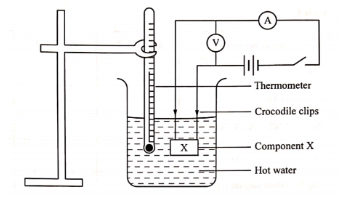 A
V
Thermometer
Crocodile clips
X
Component X
Hot water